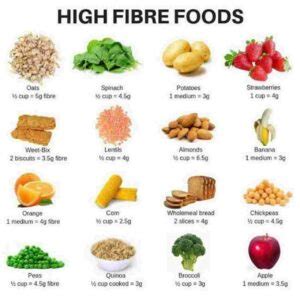 HIGH FIBRE FOODS
Oats
½ cup = 5g fibre
Spinach
½ cup = 4.5g
Potatoes
1 medium = 3g
Strawberries
1 cup = 4g
Weet-Bix
2 biscuits = 3.5g fibre
Lentils
½ cup = 4g
Almonds
½ cup = 6.5g
Banana
1 medium = 3g
Orange
1 medium = 4g fibre
Corn
½ cup = 2.5g
Wholemeal bread
2 slices = 4g
Chickpeas
½ cup = 4.5g
Peas
½ cup = 4.5g fibre
Quinoa
½ cup cooked = 3g
Broccoli
½ cup = 3g
Apple
1 medium = 3.5g